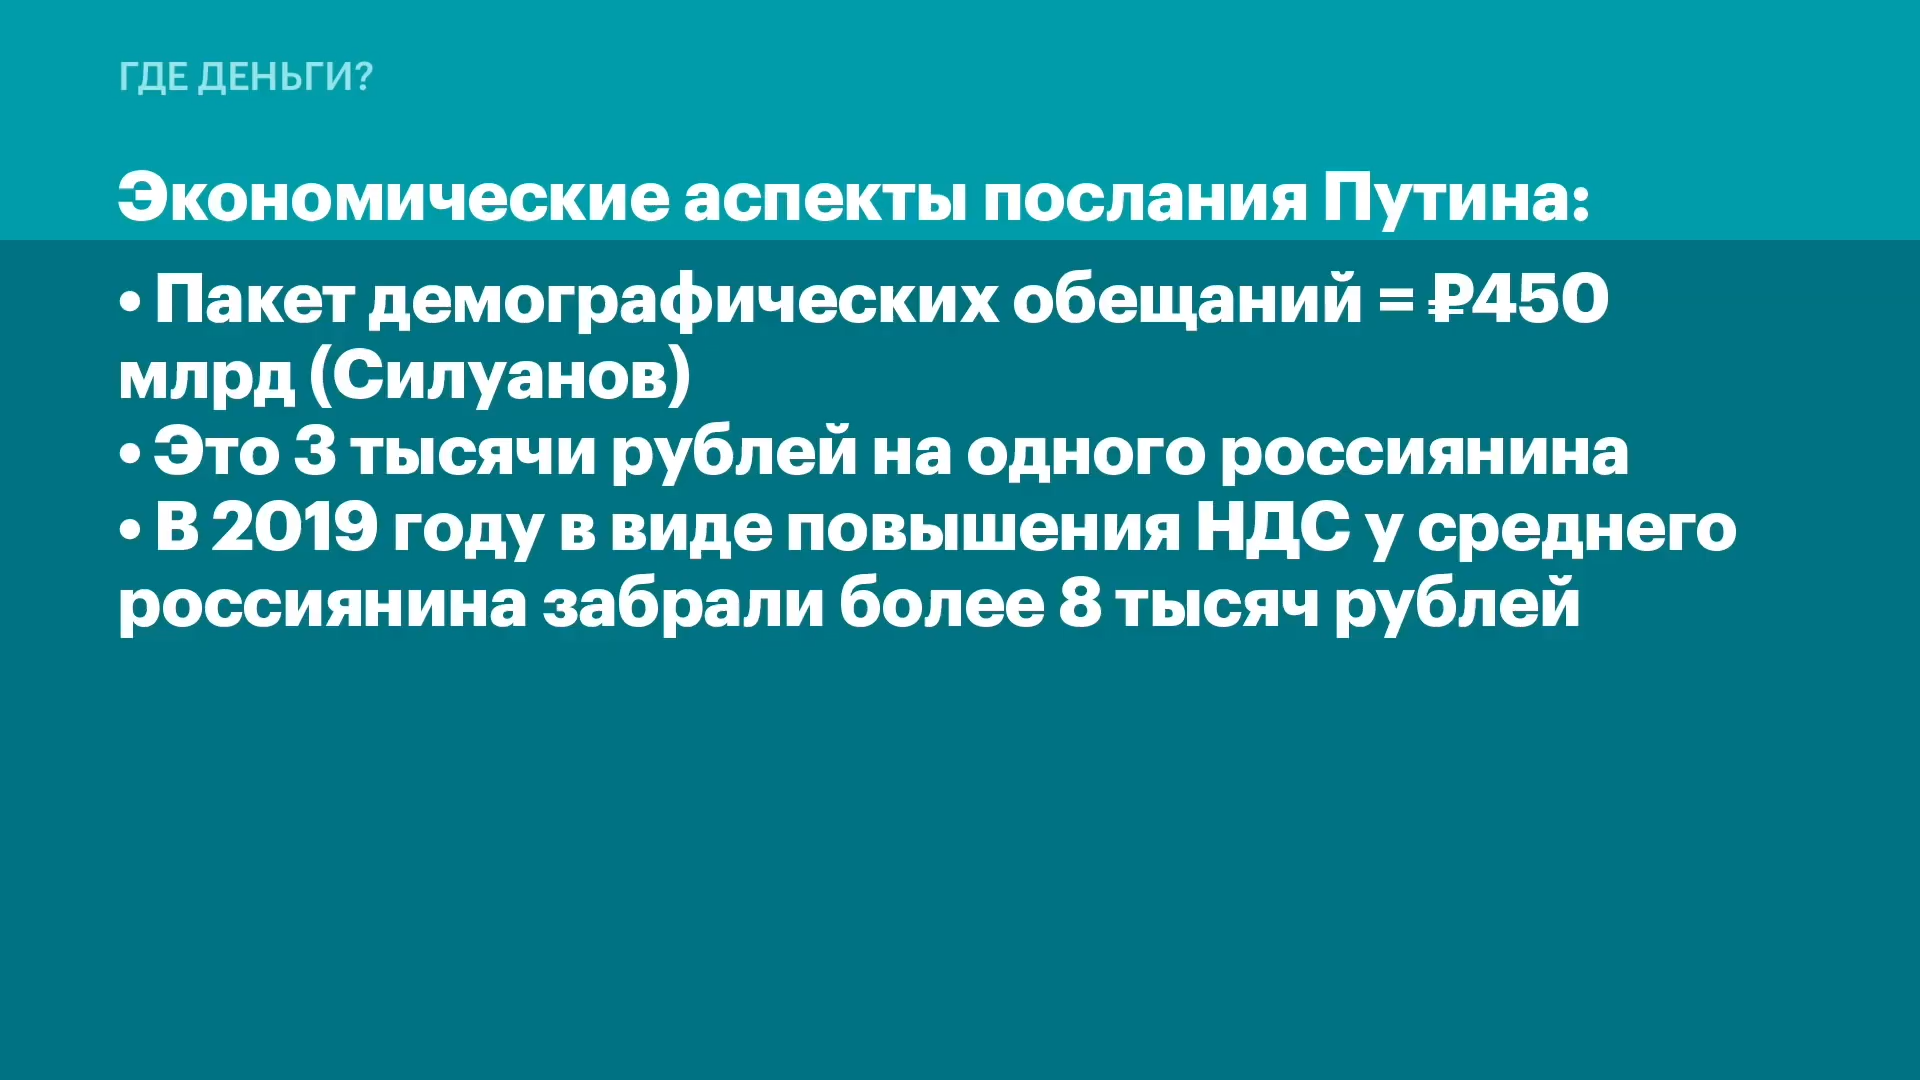 ГДЕ ДЕНЬГИ?
Экономические аспекты послания Путина:
• Пакет демографических обещаний = ₽450
млрд (Силуанов)
• Это 3 тысячи рублей на одного россиянина
• В 2019 году в виде повышения НДС у среднего
россиянина забрали более 8 тысяч рублей